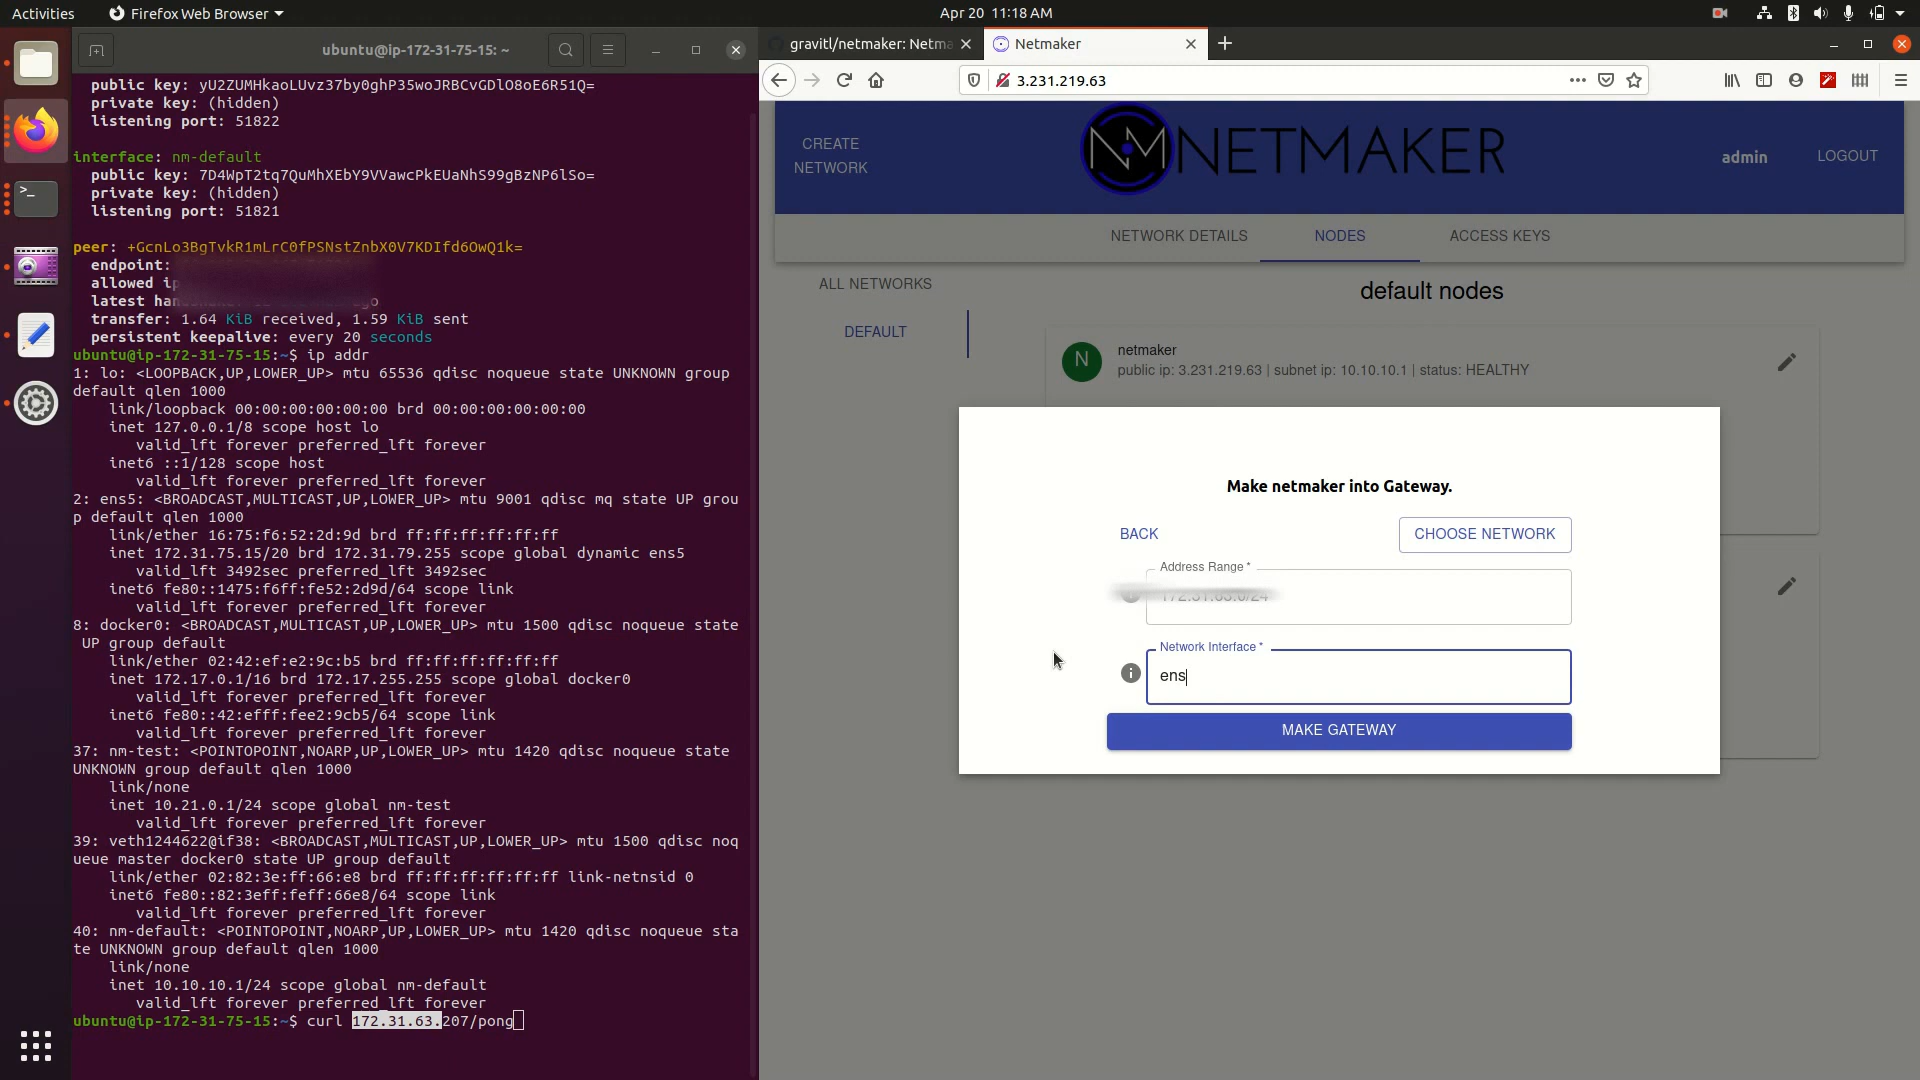 Activities
Firefox Web Browser
Apr 20 11:18 AM
ubuntu@ip-172-31-75-15: ~
public key: yU2ZUMHkaoLUvz37by0ghP35woJRBCvGDlO8oE6R51Q=
private key: (hidden)
listening port: 51822
interface: nm-default
public key: 7D4WpT2tq7QuMhXEbY9VVawcPkEUaNhS99gBzNP6lSo=
private key: (hidden)
listening port: 51821
peer: +GcnLo3BgTvkR1mLrC0fPSNstZnbX0V7KDIfd6OwQ1k=
endpoint:
allowed ip
latest han
transfer: 1.64 KiB received, 1.59 KiB sent
persistent keepalive: every 20 seconds
ubuntu@ip-172-31-75-15:~$ ip addr
1: lo: <LOOPBACK,UP,LOWER_UP> mtu 65536 qdisc noqueue state UNKNOWN group
default qlen 1000
link/loopback 00:00:00:00:00:00 brd 00:00:00:00:00:00
inet 127.0.0.1/8 scope host lo
valid_lft forever preferred_lft forever
inet6 ::1/128 scope host
valid_lft forever preferred_lft forever
2: ens5: <BROADCAST,MULTICAST,UP,LOWER_UP> mtu 9001 qdisc mq state UP grou
p default qlen 1000
link/ether 16:75:f6:52:2d:9d brd ff:ff:ff:ff:ff:ff
inet 172.31.75.15/20 brd 172.31.79.255 scope global dynamic ens5
valid_lft 3492sec preferred_lft 3492sec
inet6 fe80::1475:f6ff:fe52:2d9d/64 scope link
valid_lft forever preferred_lft forever
8: docker0: <BROADCAST,MULTICAST,UP,LOWER_UP> mtu 1500 qdisc noqueue state
UP group default
link/ether 02:42:ef:e2:9c:b5 brd ff:ff:ff:ff:ff:ff
inet 172.17.0.1/16 brd 172.17.255.255 scope global docker0
valid_lft forever preferred_lft forever
inet6 fe80::42:efff:fee2:9cb5/64 scope link
valid_lft forever preferred_lft forever
37: nm-test: <POINTOPOINT,NOARP,UP,LOWER_UP> mtu 1420 qdisc noqueue state
UNKNOWN group default qlen 1000
link/none
inet 10.21.0.1/24 scope global nm-test
valid_lft forever preferred_lft forever
39: veth1244622@if38: <BROADCAST,MULTICAST,UP,LOWER_UP> mtu 1500 qdisc noq
ueue master docker0 state UP group default
link/ether 02:82:3e:ff:66:e8 brd ff:ff:ff:ff:ff:ff link-netnsid 0
inet6 fe80::82:3eff:feff:66e8/64 scope link
valid_lft forever preferred_lft forever
40: nm-default: <POINTOPOINT,NOARP,UP,LOWER_UP> mtu 1420 qdisc noqueue sta
te UNKNOWN group default qlen 1000
link/none
inet 10.10.10.1/24 scope global nm-default
valid_lft forever preferred_lft forever
ubuntu@ip-172-31-75-15:~$ curl 172.31.63.207/pong
gravitl/netmaker: Netma
Netmaker
3.231.219.63
CREATE
NETWORK
NETMAKER
admin
LOGOUT
NETWORK DETAILS
NODES
ACCESS KEYS
ALL NETWORKS
DEFAULT
default nodes
N
netmaker
public ip: 3.231.219.63 | subnet ip: 10.10.10.1 | status: HEALTHY
Make netmaker into Gateway.
BACK
CHOOSE NETWORK
Address Range *
Network Interface *
ens
MAKE GATEWAY